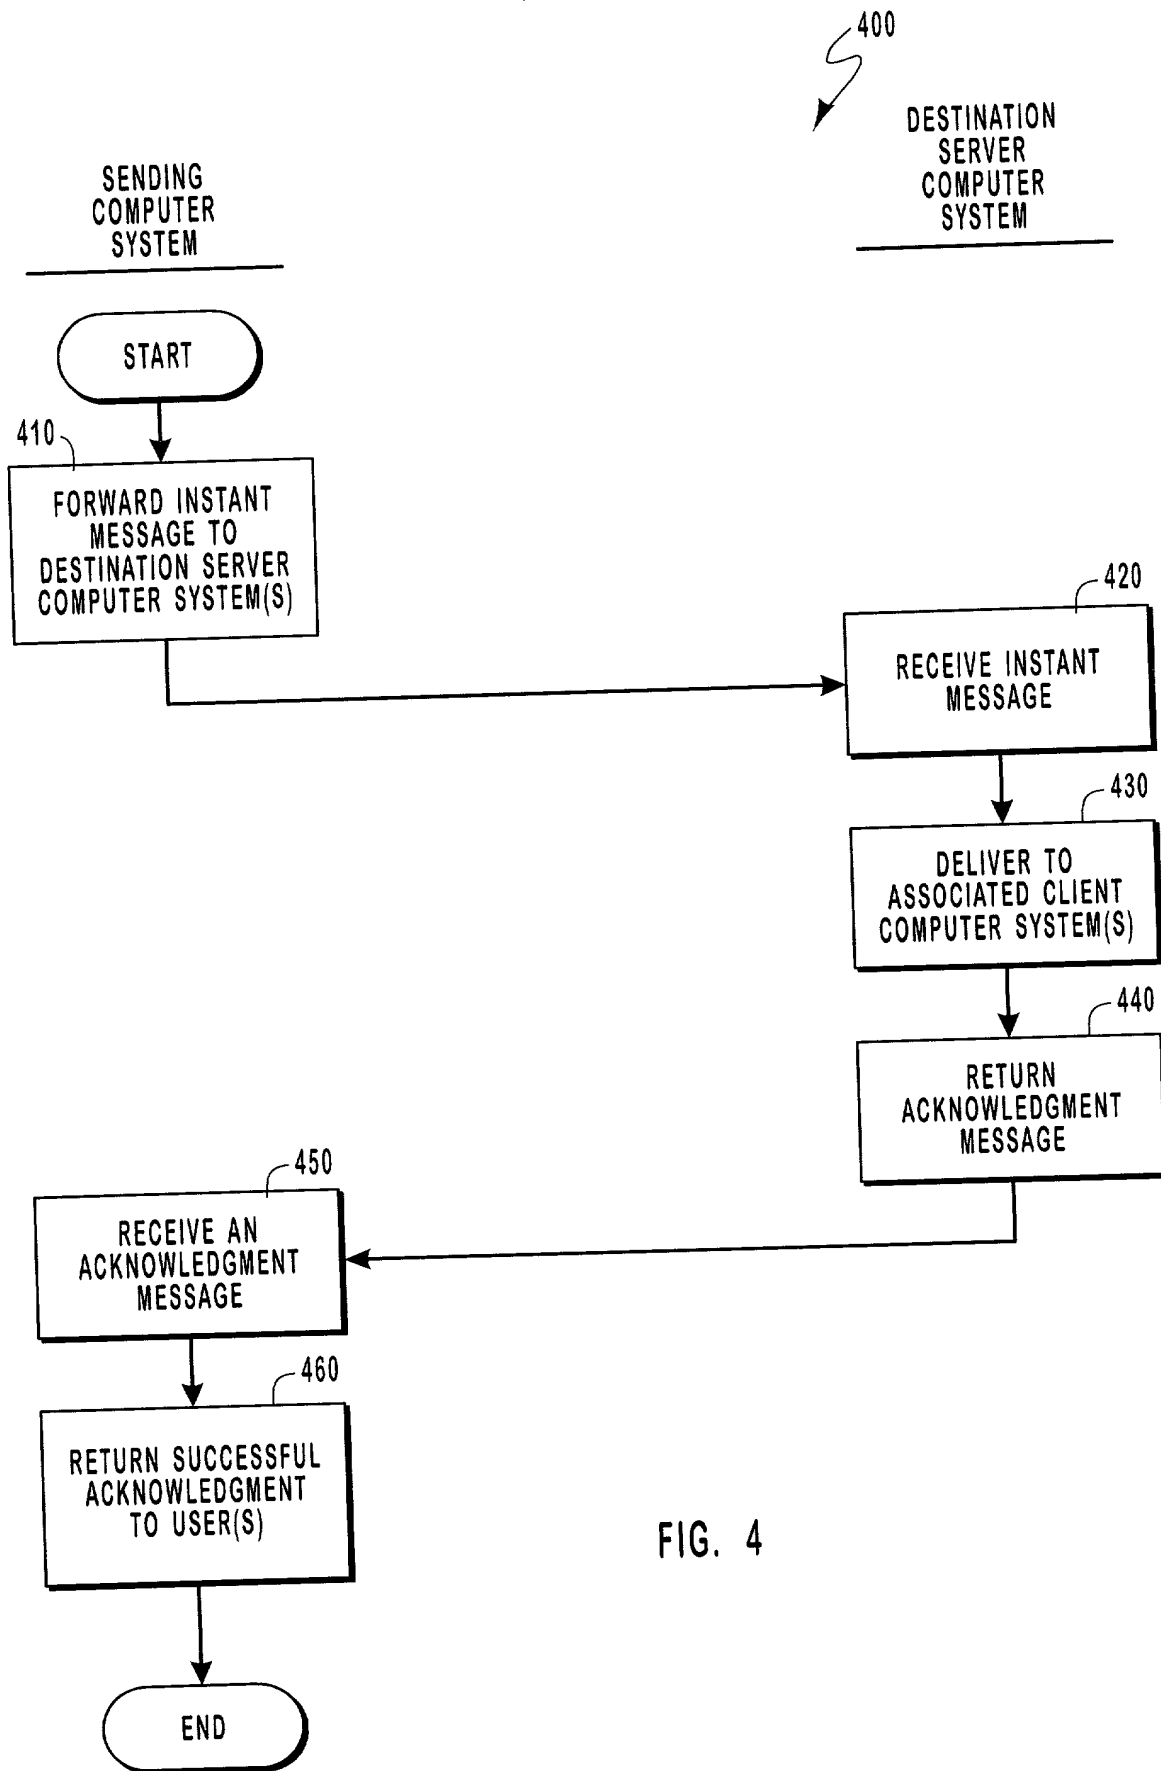 400
SENDING
COMPUTER
SYSTEM
DESTINATION
SERVER
COMPUTER
SYSTEM
START
410
FORWARD INSTANT
MESSAGE TO
DESTINATION SERVER
COMPUTER SYSTEM(S)
420
RECEIVE INSTANT
MESSAGE
430
DELIVER TO
ASSOCIATED CLIENT
COMPUTER SYSTEM(S)
440
RETURN
ACKNOWLEDGMENT
MESSAGE
450
RECEIVE AN
ACKNOWLEDGMENT
MESSAGE
460
RETURN SUCCESSFUL
ACKNOWLEDGMENT
TO USER(S)
END
FIG. 4